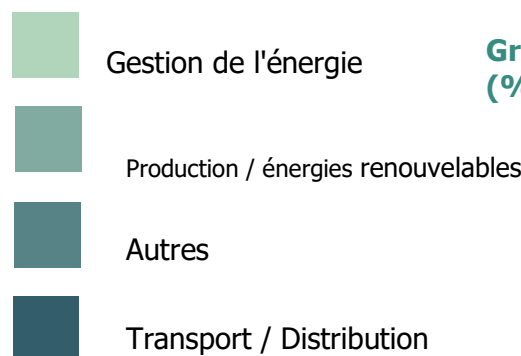 Gestion de l'énergie
Production / énergies renouvelables
Autres
Transport / Distribution